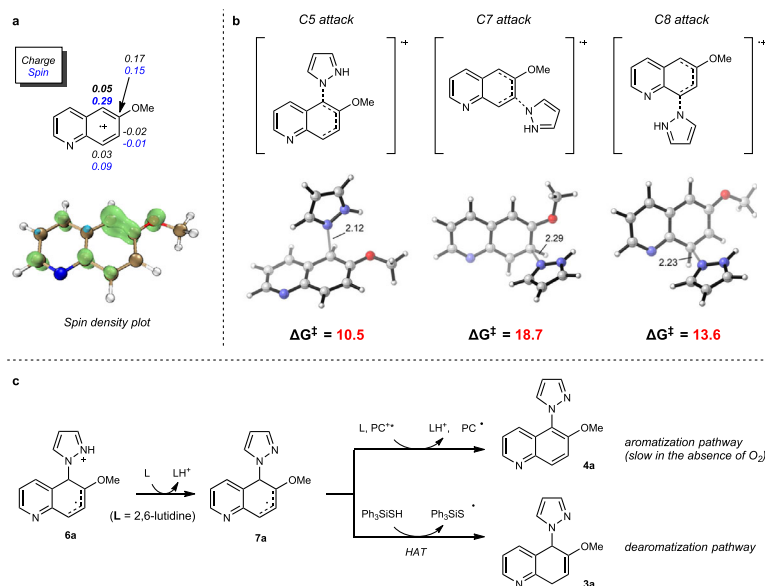 a
Charge
Spin
0.17
0.15
0.05
0.29
OMe
·+
-0.02
-0.01
N
0.03
0.09
Spin density plot
b
C5 attack
C7 attack
C8 attack
·+
·+
·+
N
NH
OMe
N
OMe
N
N
HN
OMe
N
N
HN
2.12
2.29
2.23
ΔG‡ = 10.5
ΔG‡ = 18.7
ΔG‡ = 13.6
c
NH
+
N
OMe
N
6a
L
LH+
(L = 2,6-lutidine)
N
N
OMe
N
7a
L, PC+*
LH+,
PC •
Ph3SiSH
Ph3SiS •
HAT
N
N
OMe
N
4a
aromatization pathway
(slow in the absence of O2)
N
N
OMe
N
3a
dearomatization pathway